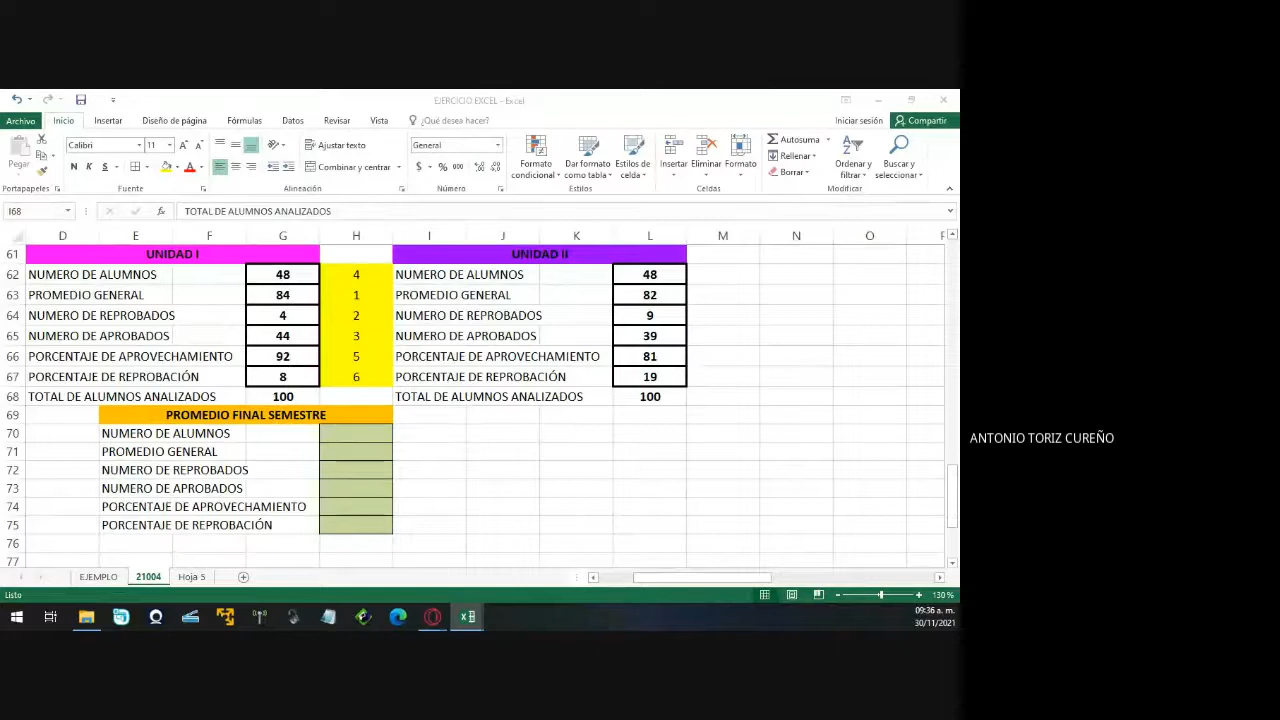 EJERCICIO EXCEL - Excel
Archivo Inicio Insertar Diseño de página Fórmulas Datos Revisar Vista ¿Qué desea hacer? Iniciar sesión Compartir
Pegar
Calibri 11
N K S
Ajustar texto
Combinar y centrar
General
$ % 000
Formato condicional
Dar formato como tabla
Estilos de celda
Insertar
Eliminar
Formato
Autosuma
Rellenar
Borrar
Ordenar y filtrar
Buscar y seleccionar
Portapapeles Fuente Alineación Número Estilos Celdas Modificar
I68 fx TOTAL DE ALUMNOS ANALIZADOS
D E F G H I J K L M N O
61 UNIDAD I UNIDAD II
62 NUMERO DE ALUMNOS 48 4 NUMERO DE ALUMNOS 48
63 PROMEDIO GENERAL 84 1 PROMEDIO GENERAL 82
64 NUMERO DE REPROBADOS 4 2 NUMERO DE REPROBADOS 9
65 NUMERO DE APROBADOS 44 3 NUMERO DE APROBADOS 39
66 PORCENTAJE DE APROVECHAMIENTO 92 5 PORCENTAJE DE APROVECHAMIENTO 81
67 PORCENTAJE DE REPROBACIÓN 8 6 PORCENTAJE DE REPROBACIÓN 19
68 TOTAL DE ALUMNOS ANALIZADOS 100 TOTAL DE ALUMNOS ANALIZADOS 100
69 PROMEDIO FINAL SEMESTRE
70 NUMERO DE ALUMNOS
71 PROMEDIO GENERAL
72 NUMERO DE REPROBADOS
73 NUMERO DE APROBADOS
74 PORCENTAJE DE APROVECHAMIENTO
75 PORCENTAJE DE REPROBACIÓN
76
77
EJEMPLO 21004 Hoja 5
Listo 130 %
09:36 a. m.
30/11/2021
ANTONIO TORIZ CUREÑO